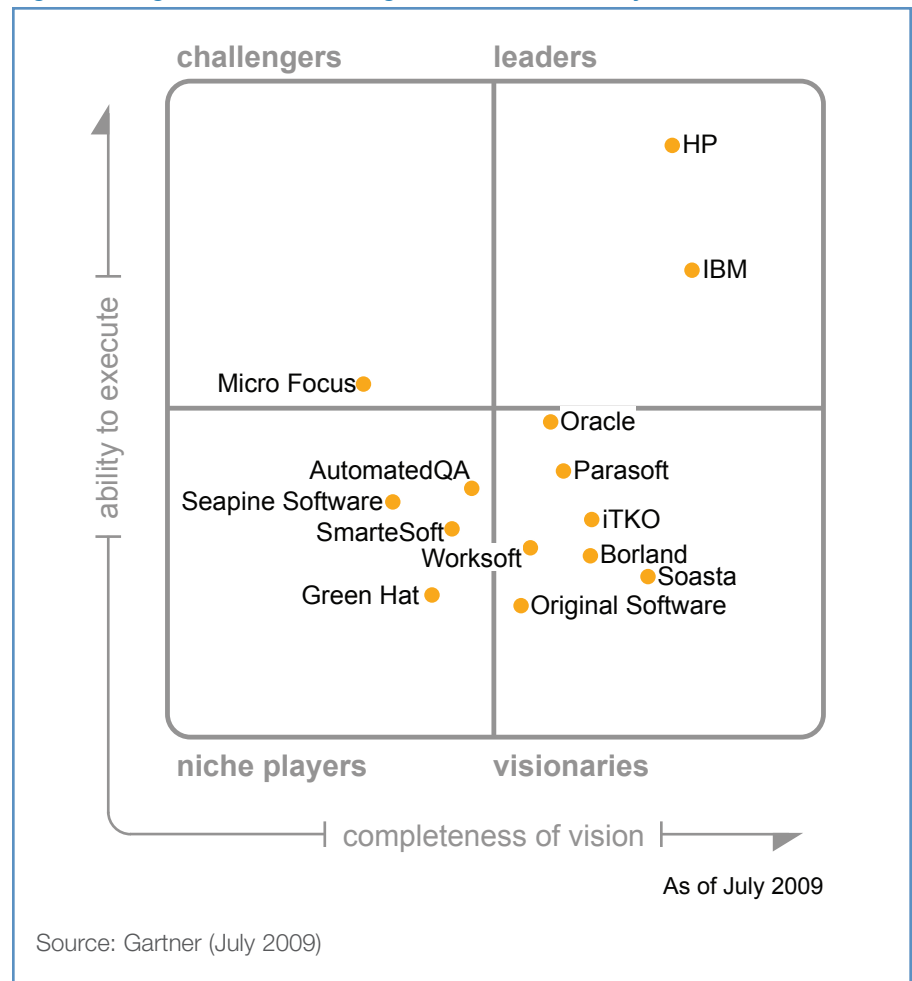 challengers
leaders
HP
IBM
ability to execute
Micro Focus
Oracle
AutomatedQA
Parasoft
Seapine Software
iTKO
SmarteSoft
Worksoft
Borland
Soasta
Green Hat
Original Software
niche players
visionaries
completeness of vision
As of July 2009
Source: Gartner (July 2009)